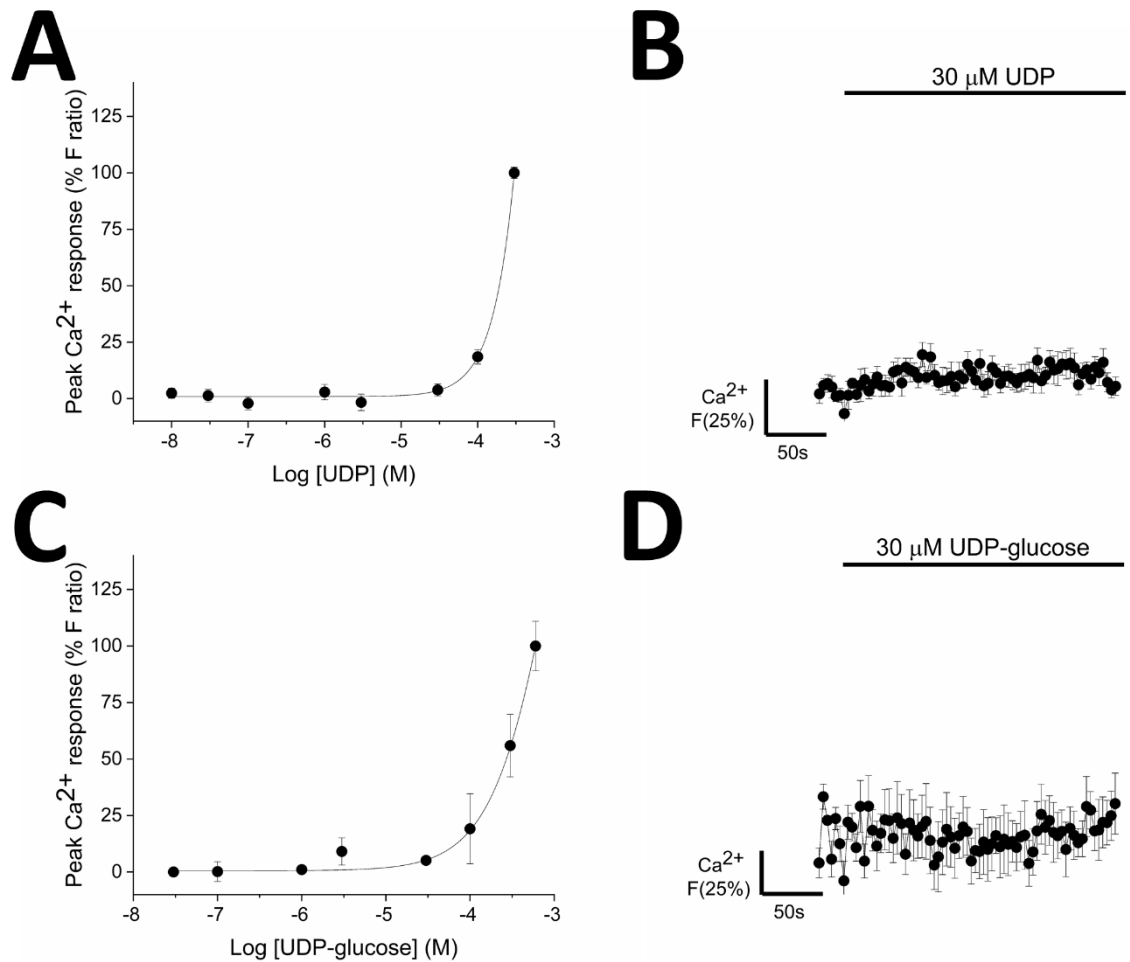 A
Peak Ca2+ response (% F ratio)
125
100
75
50
25
0
-8
-7
-6
-5
-4
-3
Log [UDP] (M)
B
30 μM UDP
Ca2+
F(25%)
50s
C
Peak Ca2+ response (% F ratio)
125
100
75
50
25
0
-8
-7
-6
-5
-4
-3
Log [UDP-glucose] (M)
D
30 μM UDP-glucose
Ca2+
F(25%)
50s